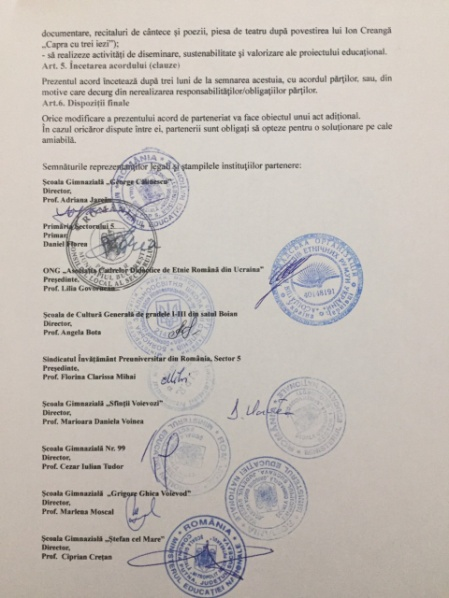 documentare, recitaluri de cântece și poezii, piesa de teatru după povestirea lui Ion Creangă
„Capra cu trei iezi”);
- să realizeze activități de diseminare, sustenabilitate și valorizare ale proiectului educațional.
Art. 5. Încetarea acordului (clauze)
Prezentul acord încetează după trei luni de la semnarea acestuia, cu acordul părților, sau, din
motive care decurg din nerealizarea responsabilităților/obligațiilor părților.
Art.6. Dispoziții finale
Orice modificare a prezentului acord de parteneriat va face obiectul unui act adițional.
În cazul oricăror dispute între ei, partenerii sunt obligați să opteze pentru o soluționare pe cale
amiabilă.
Semnăturile reprezentanților legali și ștampilele instituțiilor partenere:
Școala Gimnazială „George Călinescu”
Director,
Prof. Adriana
Primăria Sectorului 5
Primar
Daniel Florea
ONG „Asociația Cadrelor Didactice de Etnie Română din Ucraina”
Președinte,
Prof. Lilia Govornean
Școala de Cultură Generală de gradele I-III din satul Boian
Director,
Prof. Angela Bota
Sindicatul Învățământ Preuniversitar din România, Sector 5
Președinte,
Prof. Florina Clarissa Mihai
Școala Gimnazială „Sfinții Voievozi”
Director,
Prof. Marioara Daniela Voinea
Școala Gimnazială Nr. 99
Director,
Prof. Cezar Iulian Tudor
Școala Gimnazială „Grigore Ghica Voievod”
Director,
Prof. Marlena Moscal
Școala Gimnazială „Ștefan cel Mare”
Director,
Prof. Ciprian Crețan
ROMÂNIA